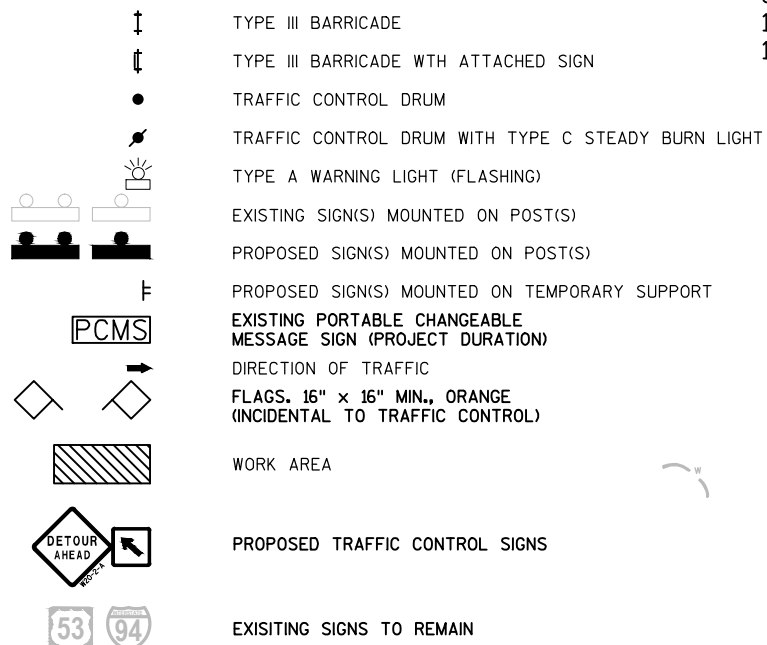 TYPE III BARRICADE
TYPE III BARRICADE WTH ATTACHED SIGN
TRAFFIC CONTROL DRUM
TRAFFIC CONTROL DRUM WITH TYPE C STEADY BURN LIGHT
TYPE A WARNING LIGHT (FLASHING)
EXISTING SIGN(S) MOUNTED ON POST(S)
PROPOSED SIGN(S) MOUNTED ON POST(S)
PROPOSED SIGN(S) MOUNTED ON TEMPORARY SUPPORT
PCMS
EXISTING PORTABLE CHANGEABLE
MESSAGE SIGN (PROJECT DURATION)
DIRECTION OF TRAFFIC
FLAGS. 16" x 16" MIN., ORANGE
(INCIDENTAL TO TRAFFIC CONTROL)
WORK AREA
W
DETOUR
AHEAD
W20-2-A
PROPOSED TRAFFIC CONTROL SIGNS
53
INTERSTATE
94
EXISITING SIGNS TO REMAIN